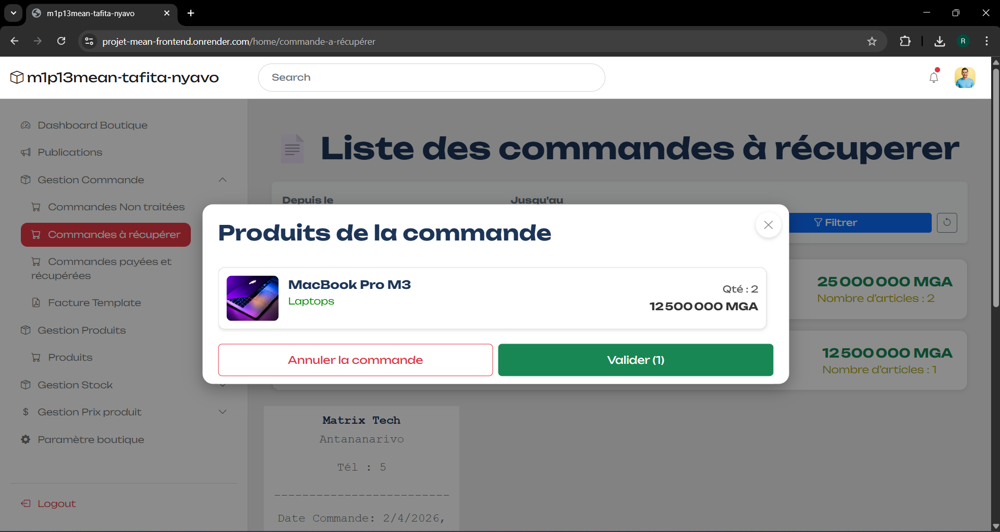 m1p13mean-tafita-nyavo
projet-mean-frontend.onrender.com/home/commande-a-récupérer
R
m1p13mean-tafita-nyavo
Search
Dashboard Boutique
Publications
Gestion Commande
Commandes Non traitées
Commandes à récupérer
Commandes payées et
récupérées
Facture Template
Gestion Produits
Produits
Gestion Stock
Gestion Prix produit
Paramètre boutique
Logout
Liste des commandes à récuperer
Depuis le
Jusqu'au
Filtrer
Produits de la commande
MacBook Pro M3
Laptops
Qté : 2
12 500 000 MGA
Annuler la commande
Valider (1)
25 000 000 MGA
Nombre d'articles : 2
12 500 000 MGA
Nombre d'articles : 1
Matrix Tech
Antananarivo
Tél : 5
-------------------------
Date Commande: 2/4/2026,